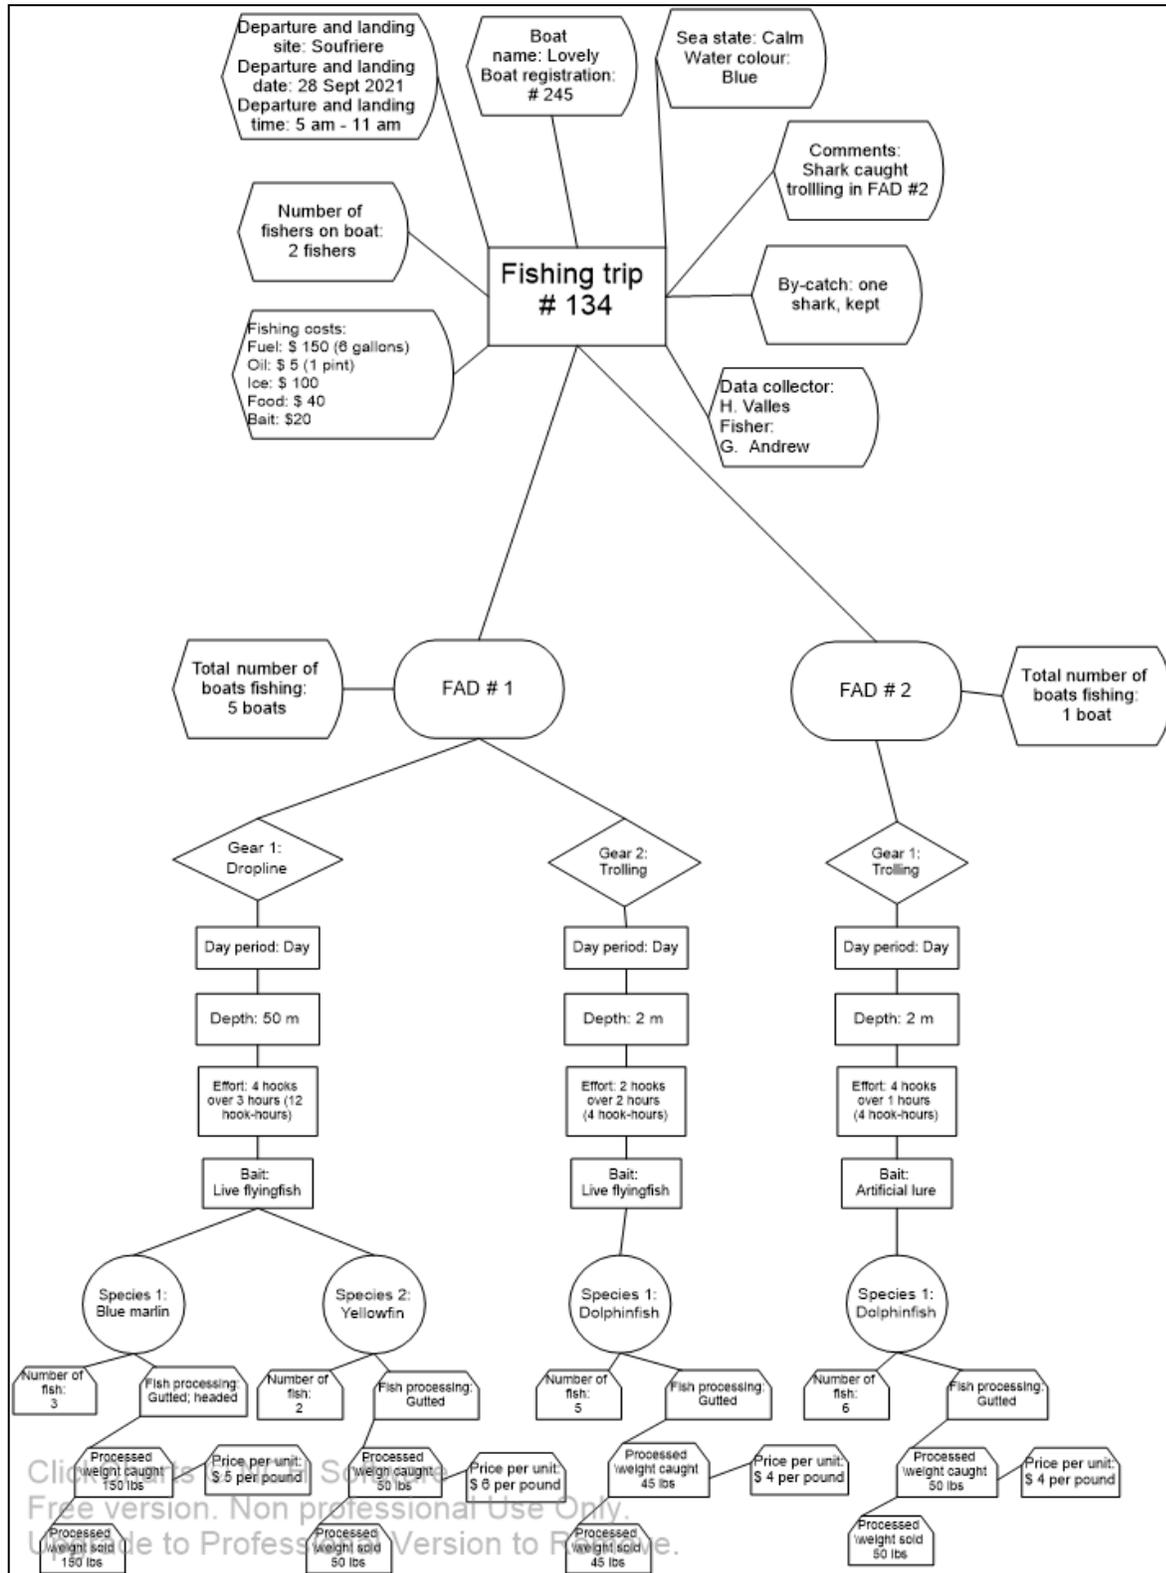 Departure and landing
site: Soufriere
Departure and landing
date: 28 Sept 2021
Departure and landing
time: 5 am - 11 am
Boat
name: Lovely
Boat registration:
# 245
Sea state: Calm
Water colour:
Blue
Comments:
Shark caught
trollling in FAD #2
Number of
fishers on boat:
2 fishers
Fishing trip
# 134
By-catch: one
shark, kept
Fishing costs:
Fuel: $ 150 (6 gallons)
Oil: $ 5 (1 pint)
Ice: $ 100
Food: $ 40
Bait: $20
Data collector:
H. Valles
Fisher:
G. Andrew
Total number of
boats fishing:
5 boats
FAD # 1
FAD # 2
Total number of
boats fishing:
1 boat
Gear 1:
Dropline
Gear 2:
Trolling
Gear 1:
Trolling
Day period: Day
Day period: Day
Day period: Day
Depth: 50 m
Depth: 2 m
Depth: 2 m
Effort: 4 hooks
over 3 hours (12
hook-hours)
Effort: 2 hooks
over 2 hours
(4 hook-hours)
Effort: 4 hooks
over 1 hours
(4 hook-hours)
Bait:
Live flyingfish
Bait:
Live flyingfish
Bait:
Artificial lure
Species 1:
Blue marlin
Species 2:
Yellowfin
Species 1:
Dolphinfish
Species 1:
Dolphinfish
Number of
fish:
3
Fish processing:
Gutted; headed
Number of
fish:
2
Fish processing:
Gutted
Number of
fish:
5
Fish processing:
Gutted
Number of
fish:
6
Fish processing:
Gutted
Processed
weight caught
150 lbs
Price per unit:
$ 5 per pound
Processed
weigh caught
50 lbs
Price per unit:
$ 6 per pound
Processed
weight caught
45 lbs
Price per unit:
$ 4 per pound
Processed
weight caught
50 lbs
Price per unit:
$ 4 per pound
Processed
weight sold
150 lbs
Processed
weight sold
50 lbs
Processed
weight sold
45 lbs
Processed
weight sold
50 lbs
Software
Free version. Non professional Use Only.
Upgrade to Professional Version to Remove.